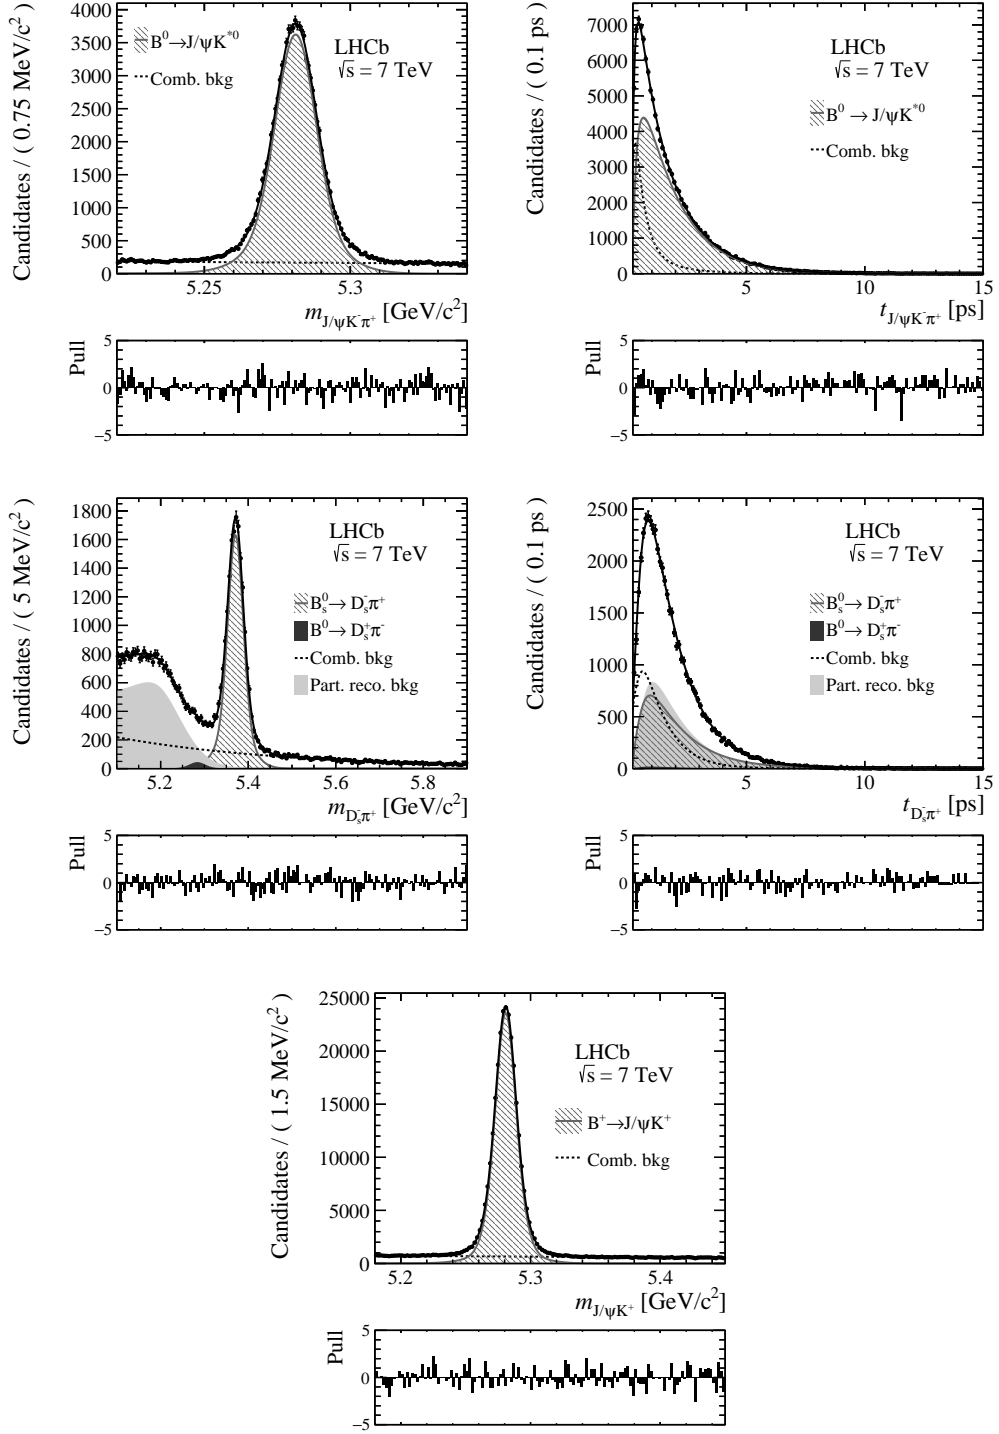 Candidates / ( 0.75 MeV/c²)
4000
3500
3000
2500
2000
1500
1000
500
0
B⁰→J/ψK*⁰
Comb. bkg
LHCb
√s = 7 TeV
5.25 5.3
m J/ψK⁻π⁺ [GeV/c²]
Pull
5
0
−5
Candidates / ( 0.1 ps )
7000
6000
5000
4000
3000
2000
1000
0
LHCb
√s = 7 TeV
B⁰ → J/ψK*⁰
Comb. bkg
5 10 15
t J/ψK⁻π⁺ [ps]
Pull
5
0
−5
Candidates / ( 5 MeV/c²)
1800
1600
1400
1200
1000
800
600
400
200
0
LHCb
√s = 7 TeV
B⁰s→ D⁻sπ⁺
B⁰→ D⁺sπ⁻
Comb. bkg
Part. reco. bkg
5.2 5.4 5.6 5.8
m D⁻sπ⁺ [GeV/c²]
Pull
5
0
−5
Candidates / ( 0.1 ps )
2500
2000
1500
1000
500
0
LHCb
√s = 7 TeV
B⁰s→ D⁻sπ⁺
B⁰→ D⁺sπ⁻
Comb. bkg
Part. reco. bkg
5 10 15
t D⁻sπ⁺ [ps]
Pull
5
0
−5
Candidates / ( 1.5 MeV/c²)
25000
20000
15000
10000
5000
0
LHCb
√s = 7 TeV
B⁺→J/ψK⁺
Comb. bkg
5.2 5.3 5.4
m J/ψK⁺ [GeV/c²]
Pull
5
0
−5